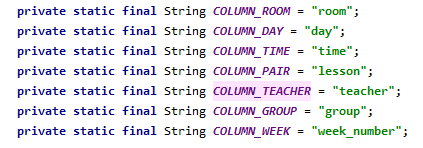 private static final String COLUMN_ROOM = "room";
private static final String COLUMN_DAY = "day";
private static final String COLUMN_TIME = "time";
private static final String COLUMN_PAIR = "lesson";
private static final String COLUMN_TEACHER = "teacher";
private static final String COLUMN_GROUP = "group";
private static final String COLUMN_WEEK = "week_number";